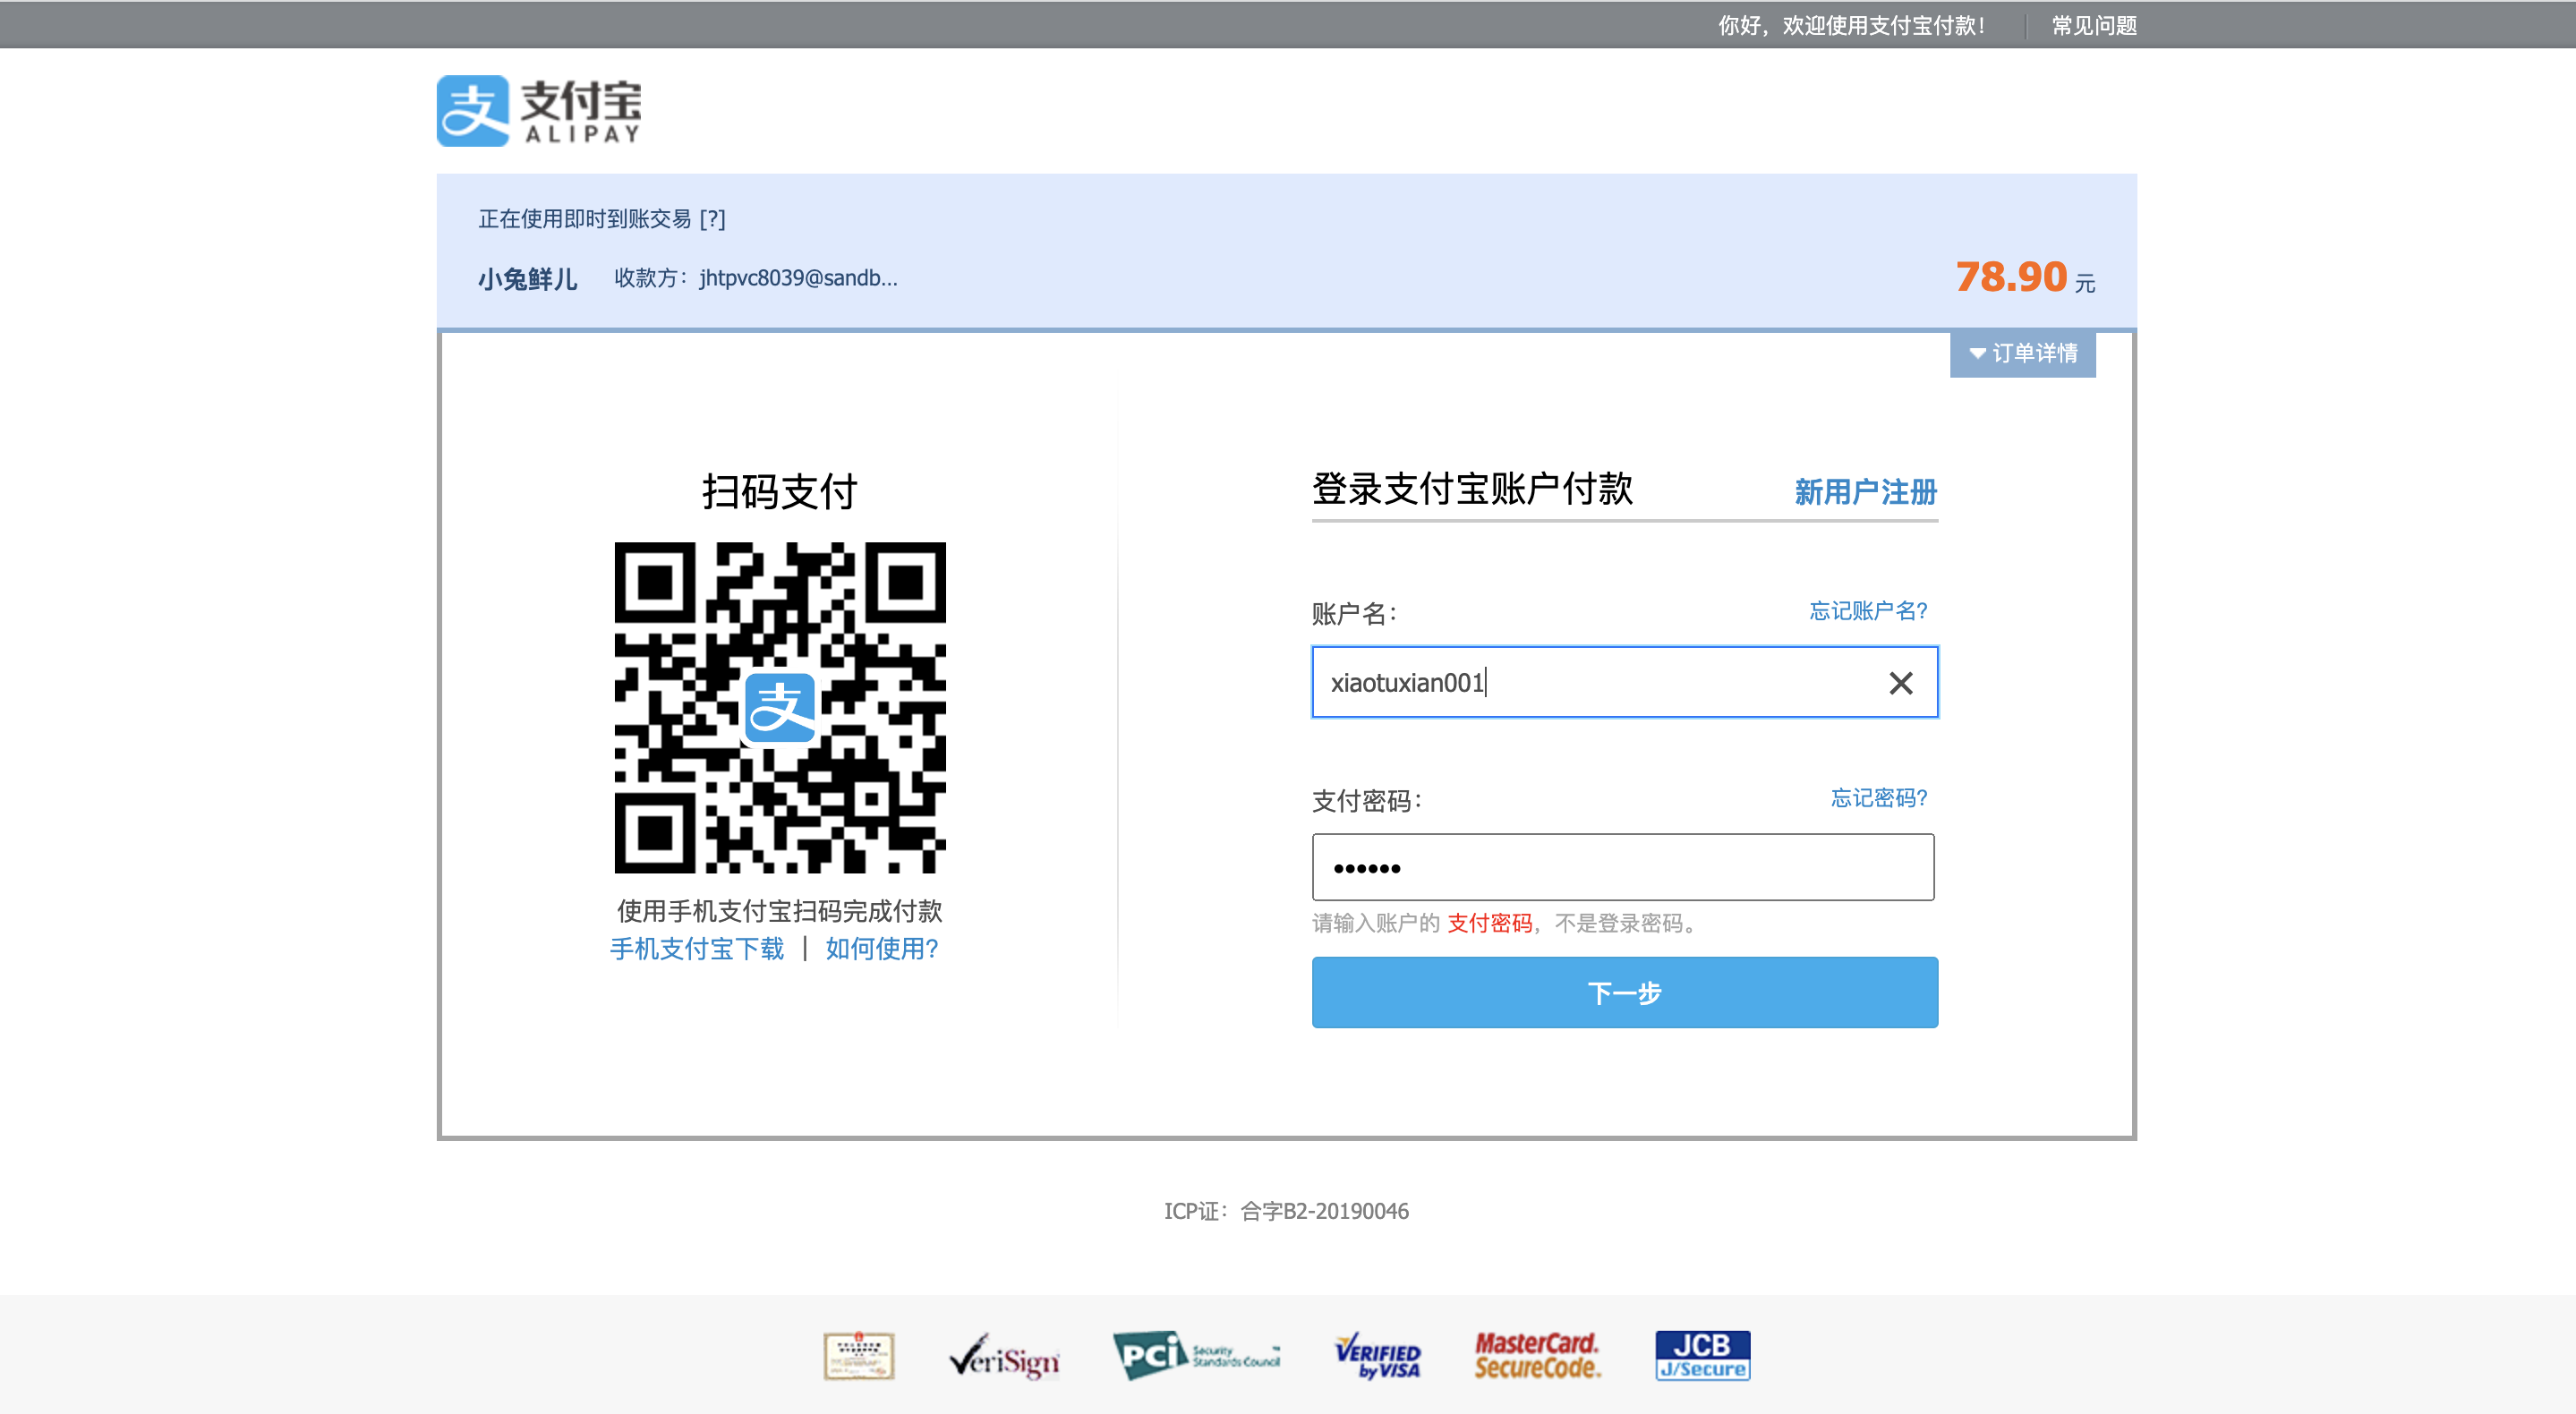 你好，欢迎使用支付宝付款！ 常见问题
支 支付宝
ALIPAY
正在使用即时到账交易 [?]
小兔鲜儿 收款方：jhtpvc8039@sandb... 78.90 元
订单详情
扫码支付
支
使用手机支付宝扫码完成付款
手机支付宝下载 | 如何使用?
登录支付宝账户付款 新用户注册
账户名： 忘记账户名?
xiaotuxian001
支付密码： 忘记密码?
••••••
请输入账户的 支付密码，不是登录密码。
下一步
ICP证：合字B2-20190046
VeriSign
PCI Security Standards Council ™
VERIFIED by VISA
MasterCard. SecureCode.
JCB J/Secure